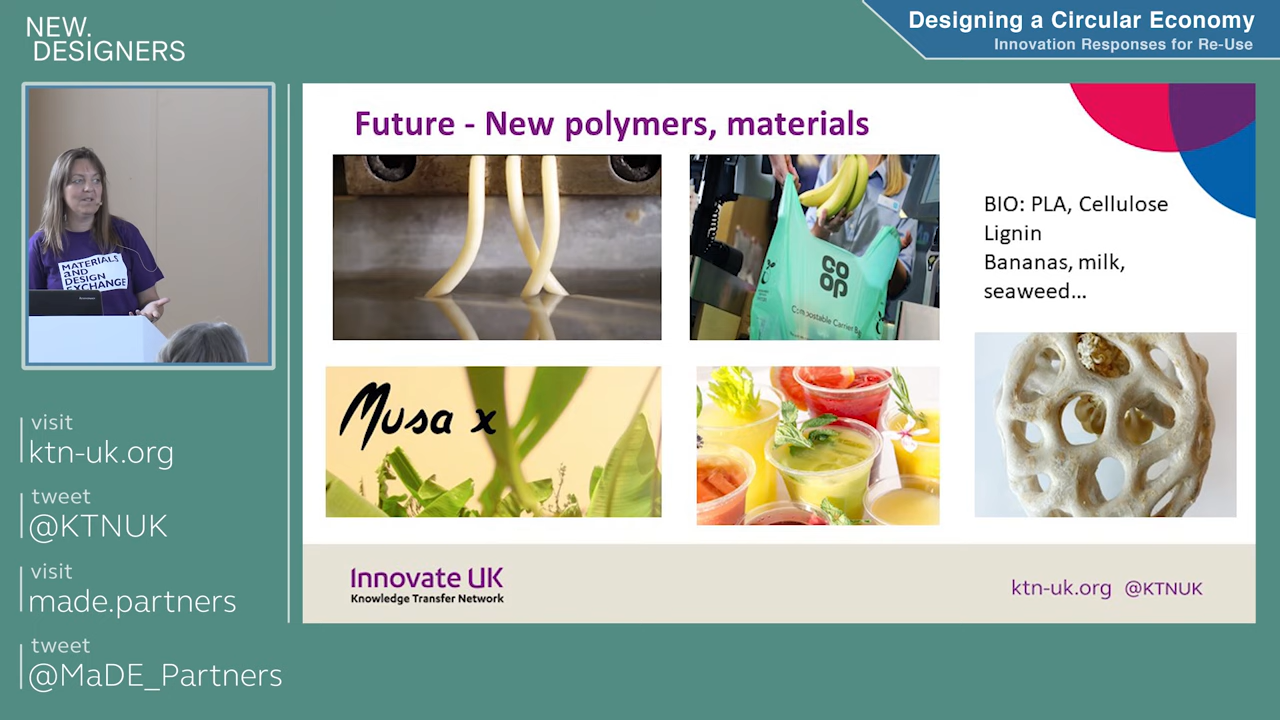 NEW.
DESIGNERS
Designing a Circular Economy
Innovation Responses for Re-Use
MATERIALS
aND
DESIGN
EXCHANGE
visit
ktn-uk.org
tweet
@KTNUK
visit
made.partners
tweet
@MaDE_Partners
Future - New polymers, materials
co
op
Compostable Carrier
BIO: PLA, Cellulose
Lignin
Bananas, milk,
seaweed...
Musa x
Innovate UK
Knowledge Transfer Network
ktn-uk.org @KTNUK